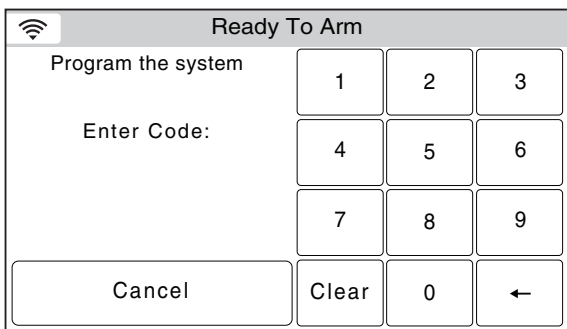 Ready To Arm
Program the system
Enter Code:
1 2 3
4 5 6
7 8 9
Cancel Clear 0 ←